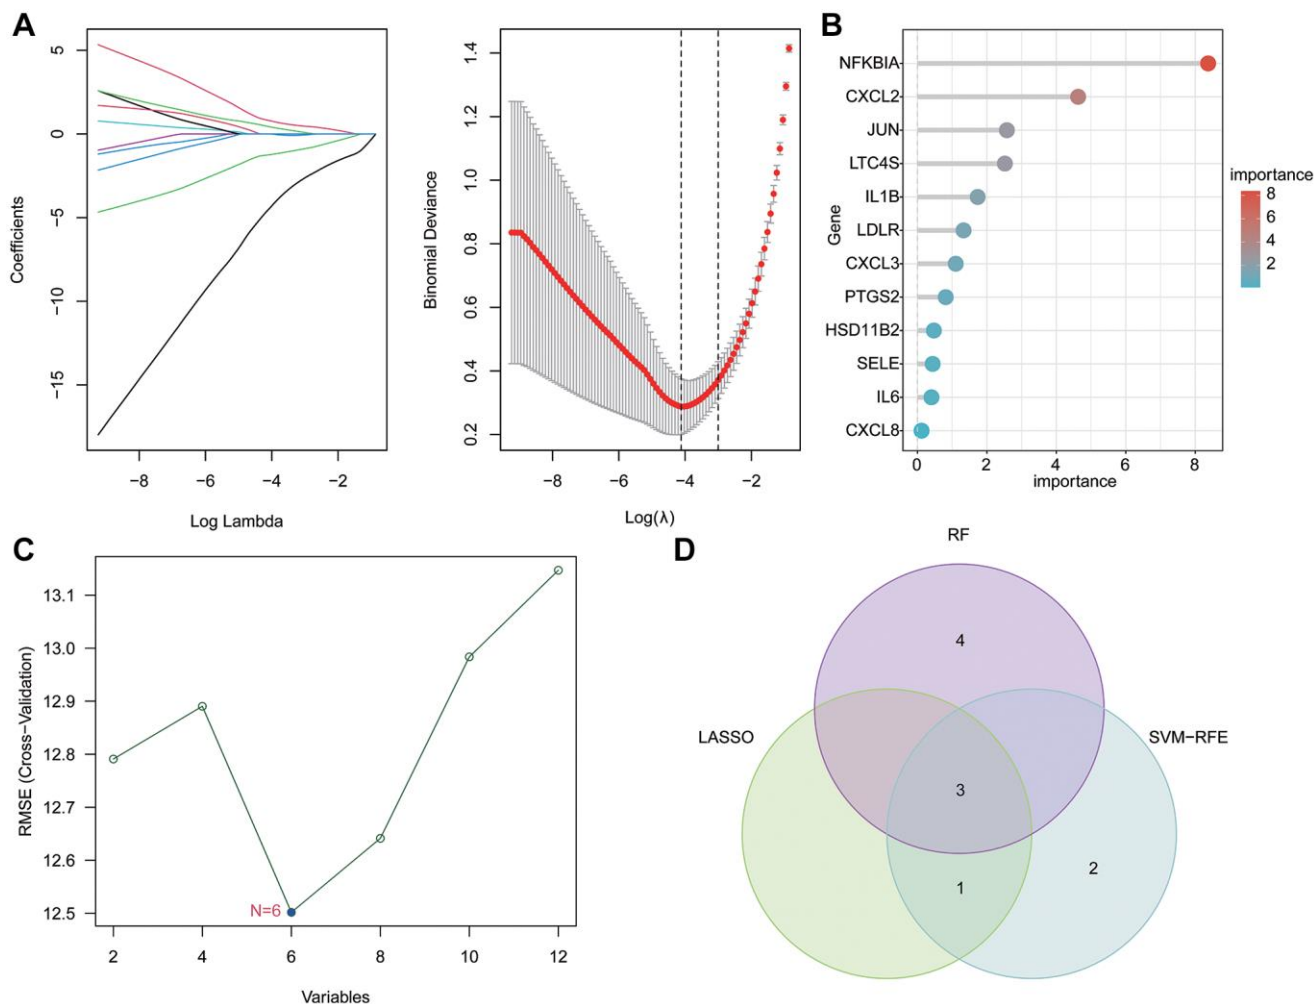 A
5
0
−5
−10
−15
Coefficients
−8
−6
−4
−2
Log Lambda
1.4
1.2
1.0
0.8
0.6
0.4
0.2
Binomial Deviance
−8
−6
−4
−2
Log(λ)
B
NFKBIA
CXCL2
JUN
LTC4S
IL1B
LDLR
CXCL3
PTGS2
HSD11B2
SELE
IL6
CXCL8
Gene
0
2
4
6
8
importance
importance
8
6
4
2
C
13.1
13.0
12.9
12.8
12.7
12.6
12.5
RMSE (Cross−Validation)
N=6
2
4
6
8
10
12
Variables
D
RF
4
LASSO
SVM−RFE
3
1
2